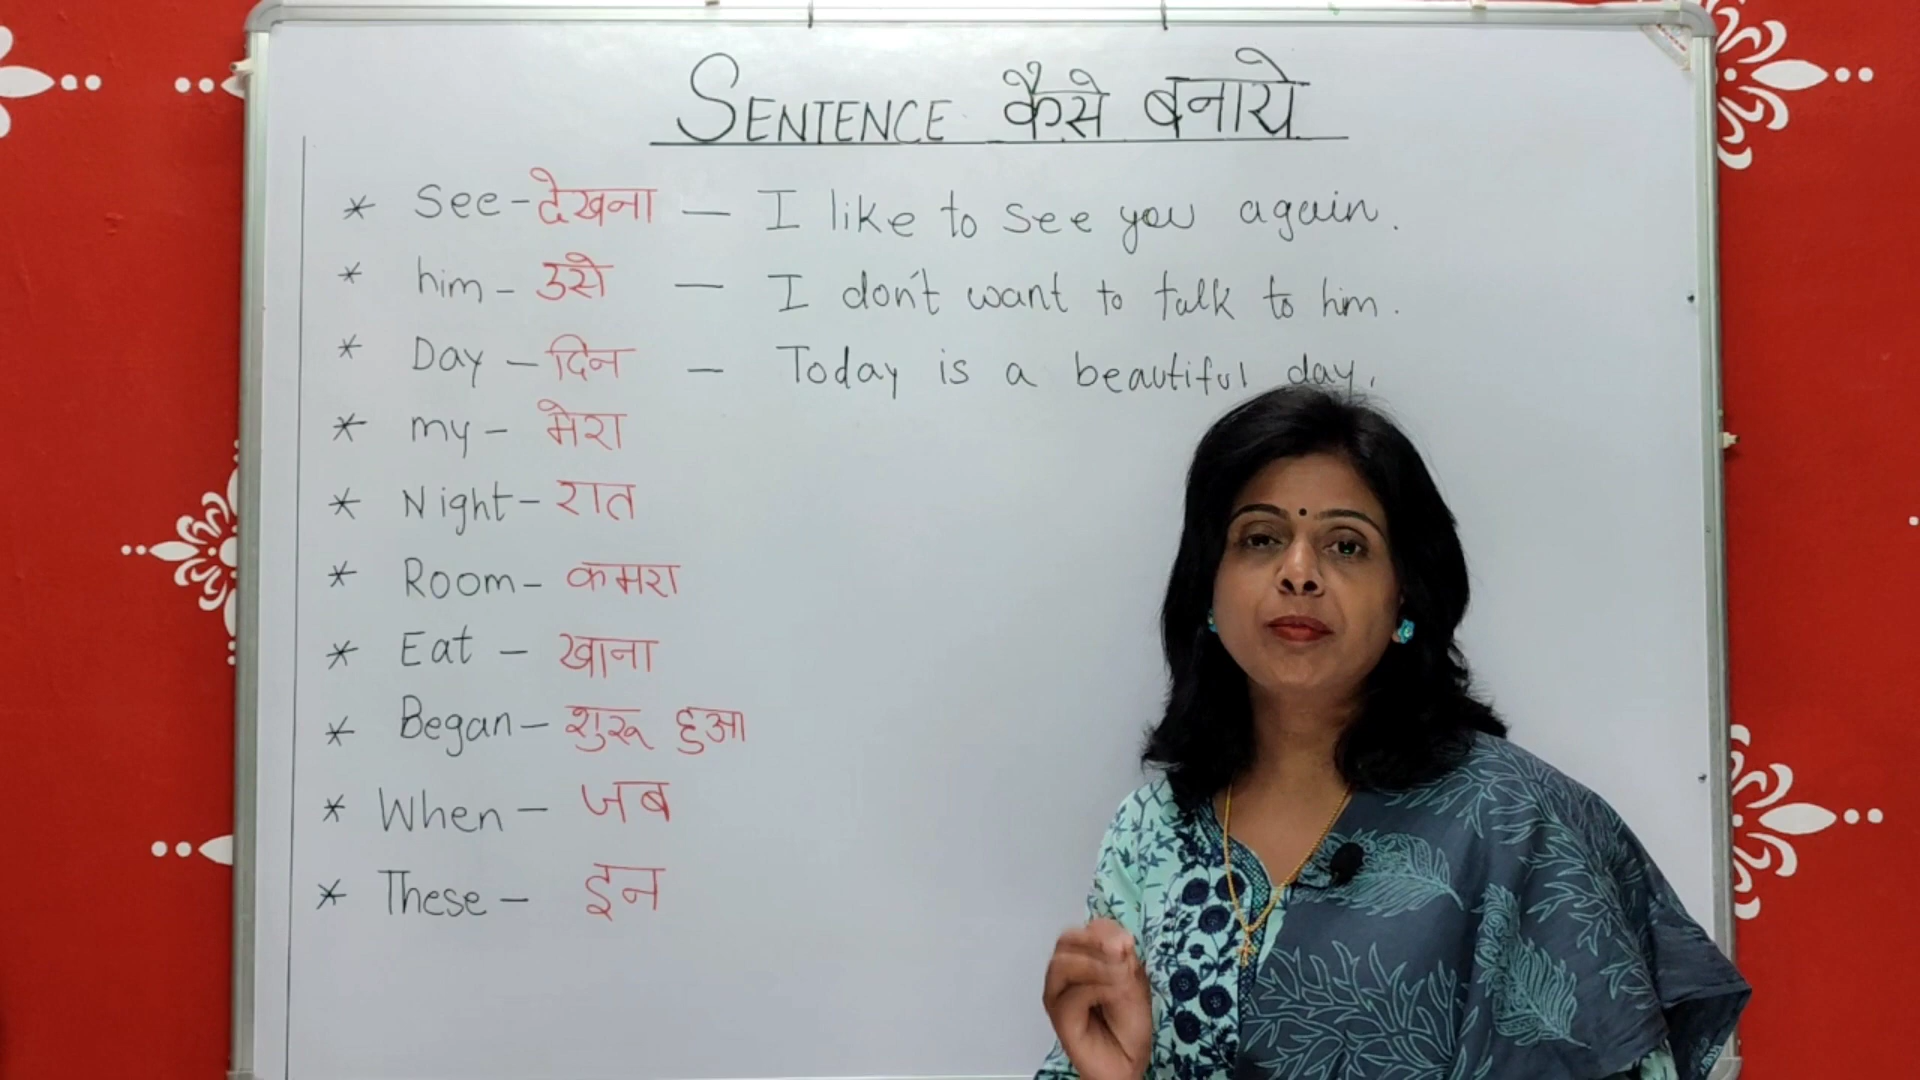 SENTENCE कैसे बनाये
* See - देखना — I like to see you again.
* him - उसे — I don't want to talk to him.
* Day - दिन — Today is a beautiful day.
* my - मेरा
* Night - रात
* Room - कमरा
* Eat - खाना
* Began - शुरू हुआ
* When - जब
* These - इन